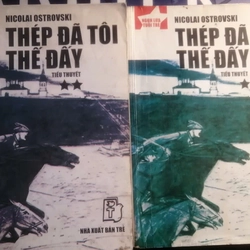 NICOLAI OSTROVSKI
THÉP ĐÃ TÔI
THẾ ĐẤY
TIỂU THUYẾT
NHÀ XUẤT BẢN TRẺ
NICOLAI OSTROVSKI
THÉP ĐÃ
THẾ ĐẤY
TIỂU THUYẾT